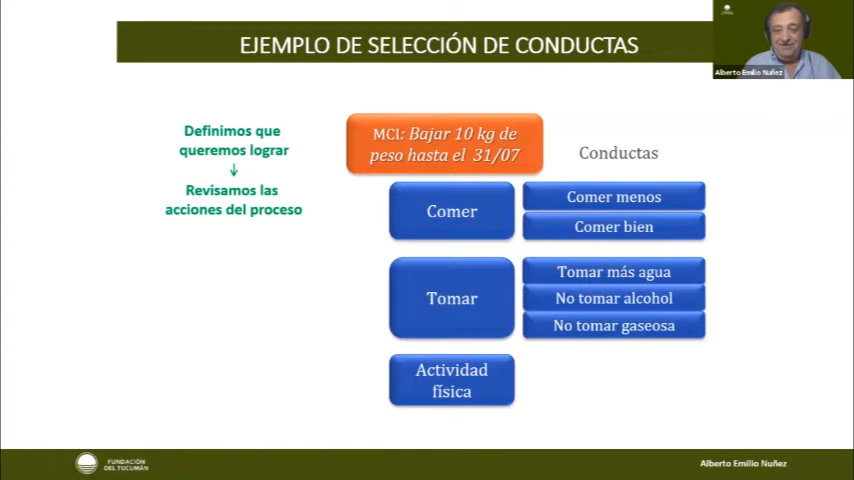 EJEMPLO DE SELECCIÓN DE CONDUCTAS
Alberto Emilio Nuñez
Definimos que
queremos lograr
Revisamos las
acciones del proceso
MCI: Bajar 10 kg de
peso hasta el 31/07
Conductas
Comer
Comer menos
Comer bien
Tomar
Tomar más agua
No tomar alcohol
No tomar gaseosa
Actividad
física
FUNDACIÓN
DEL TUCUMÁN
Alberto Emilio Nuñez